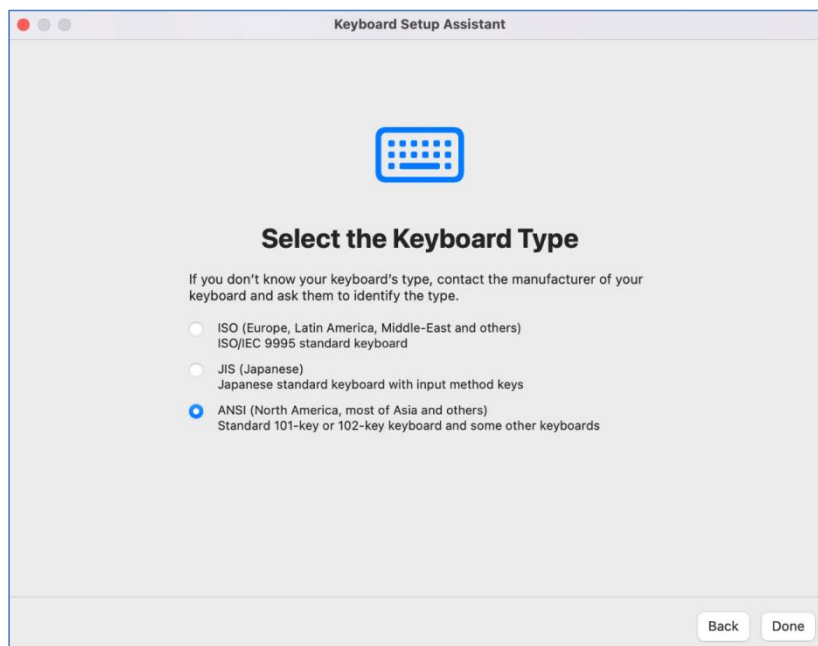 Keyboard Setup Assistant
Select the Keyboard Type
If you don’t know your keyboard’s type, contact the manufacturer of your
keyboard and ask them to identify the type.
ISO (Europe, Latin America, Middle-East and others)
ISO/IEC 9995 standard keyboard
JIS (Japanese)
Japanese standard keyboard with input method keys
ANSI (North America, most of Asia and others)
Standard 101-key or 102-key keyboard and some other keyboards
Back
Done